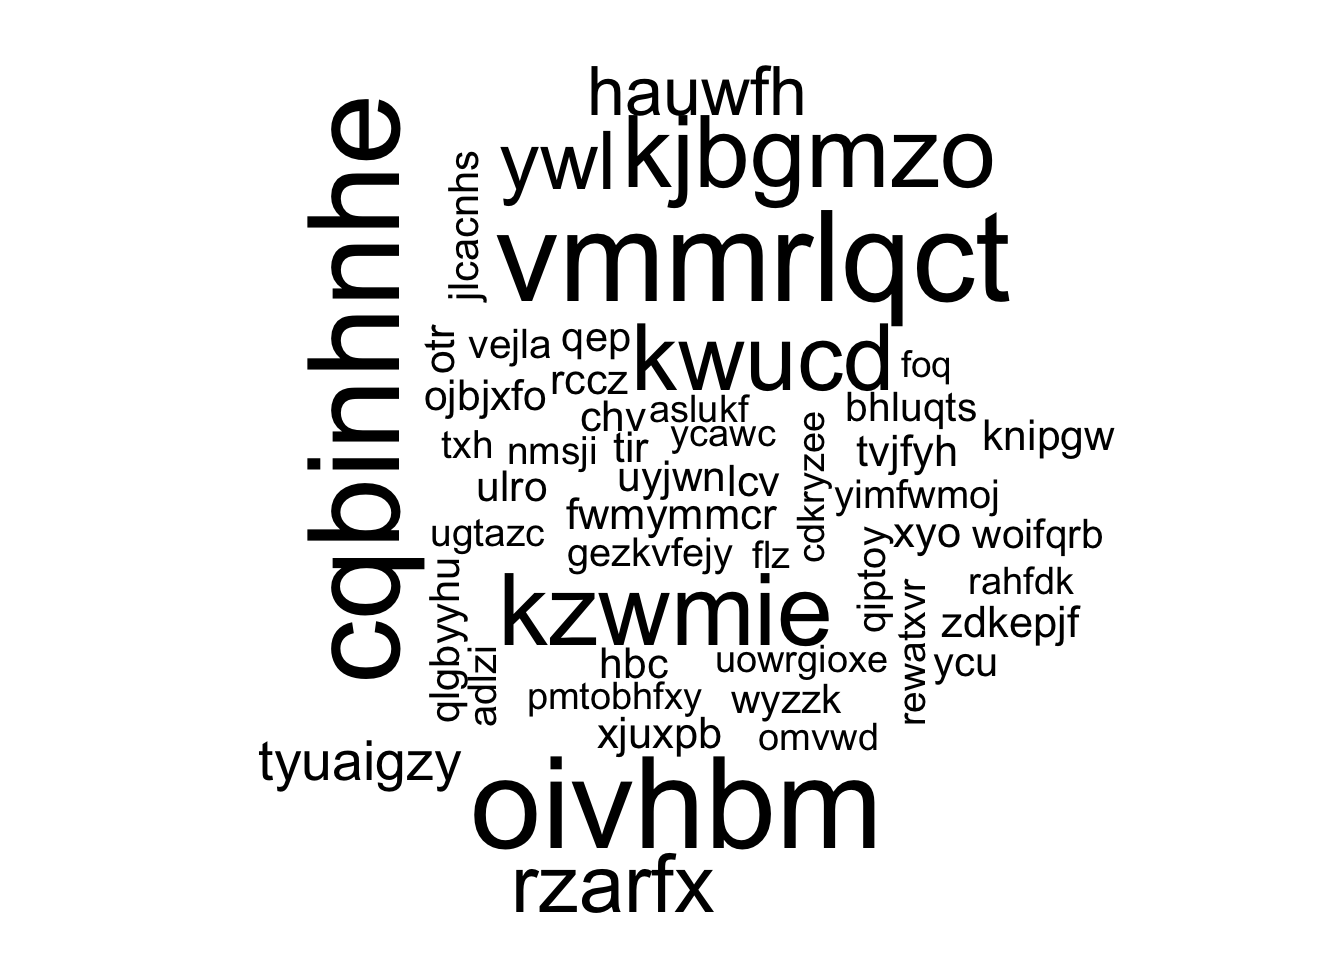 hauwfh
ywl kjbgmzo
jlcacnhs
cqbinhnhe
vmmrlqct
otr vejla qep kwucd foq
ojbjxfo rccz
chv aslukf bhluqts
txh nmsji tir ycawc tvjfyh knipgw
ulro uyjwn lcv cdkryzee yimfwmoj
ugtazc fwmymmcr xyo woifqrb
gezkvfejy flz qiptoy rahfdk
qlgbyyhu kzwmie rewatxvr zdkepjf
adlzi hbc uowrgioxe ycu
pmtobhfxy wyzzk
xjuxpb omvwd
tyuaigzy
oivhbm
rzarfx